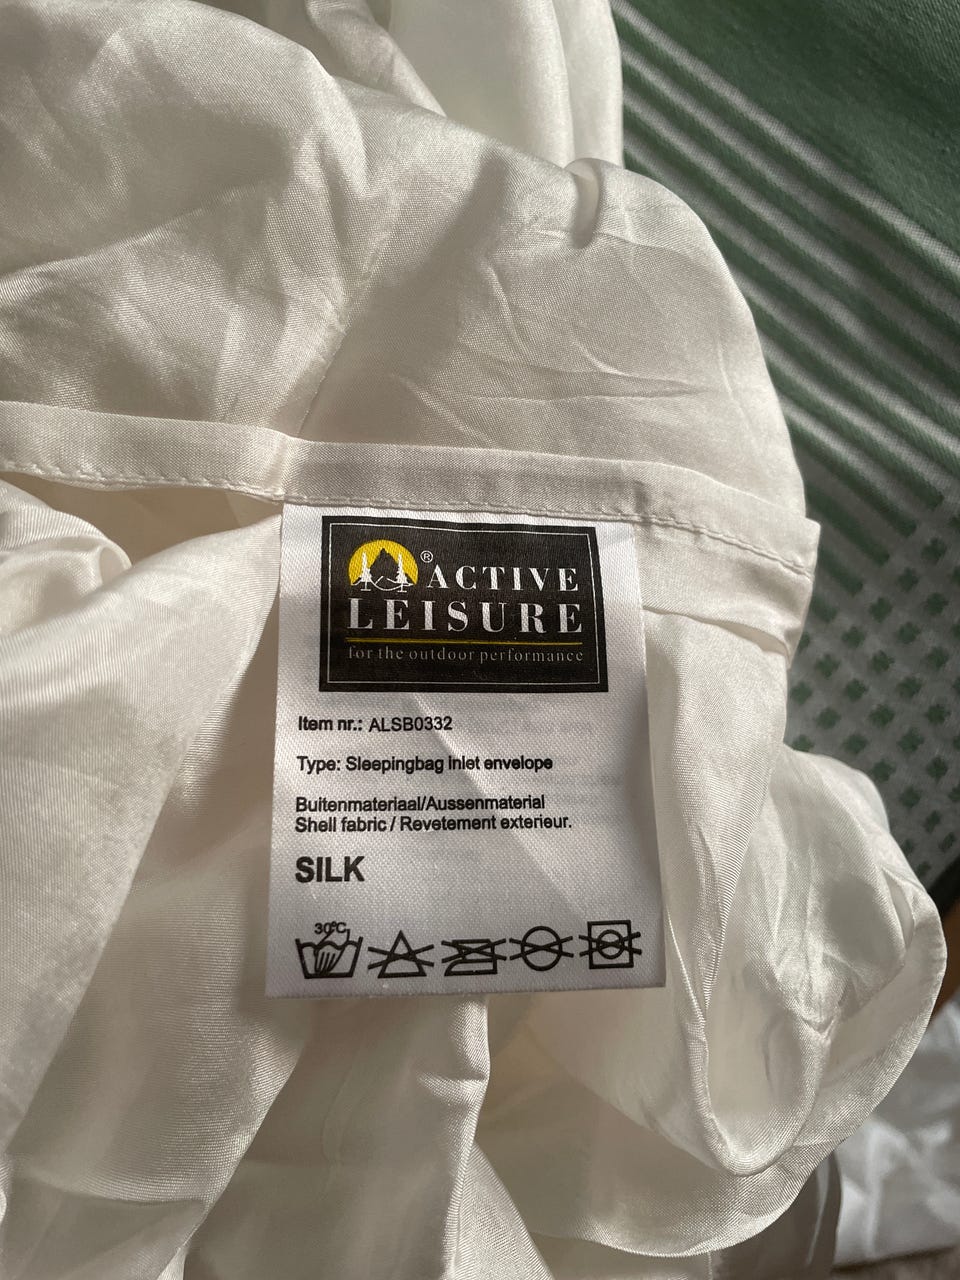 ®
ACTIVE
LEISURE
for the outdoor performance
Item nr.: ALSB0332
Type: Sleepingbag inlet envelope
Buitenmateriaal/Aussenmaterial
Shell fabric / Revetement exterieur.
SILK
30°C